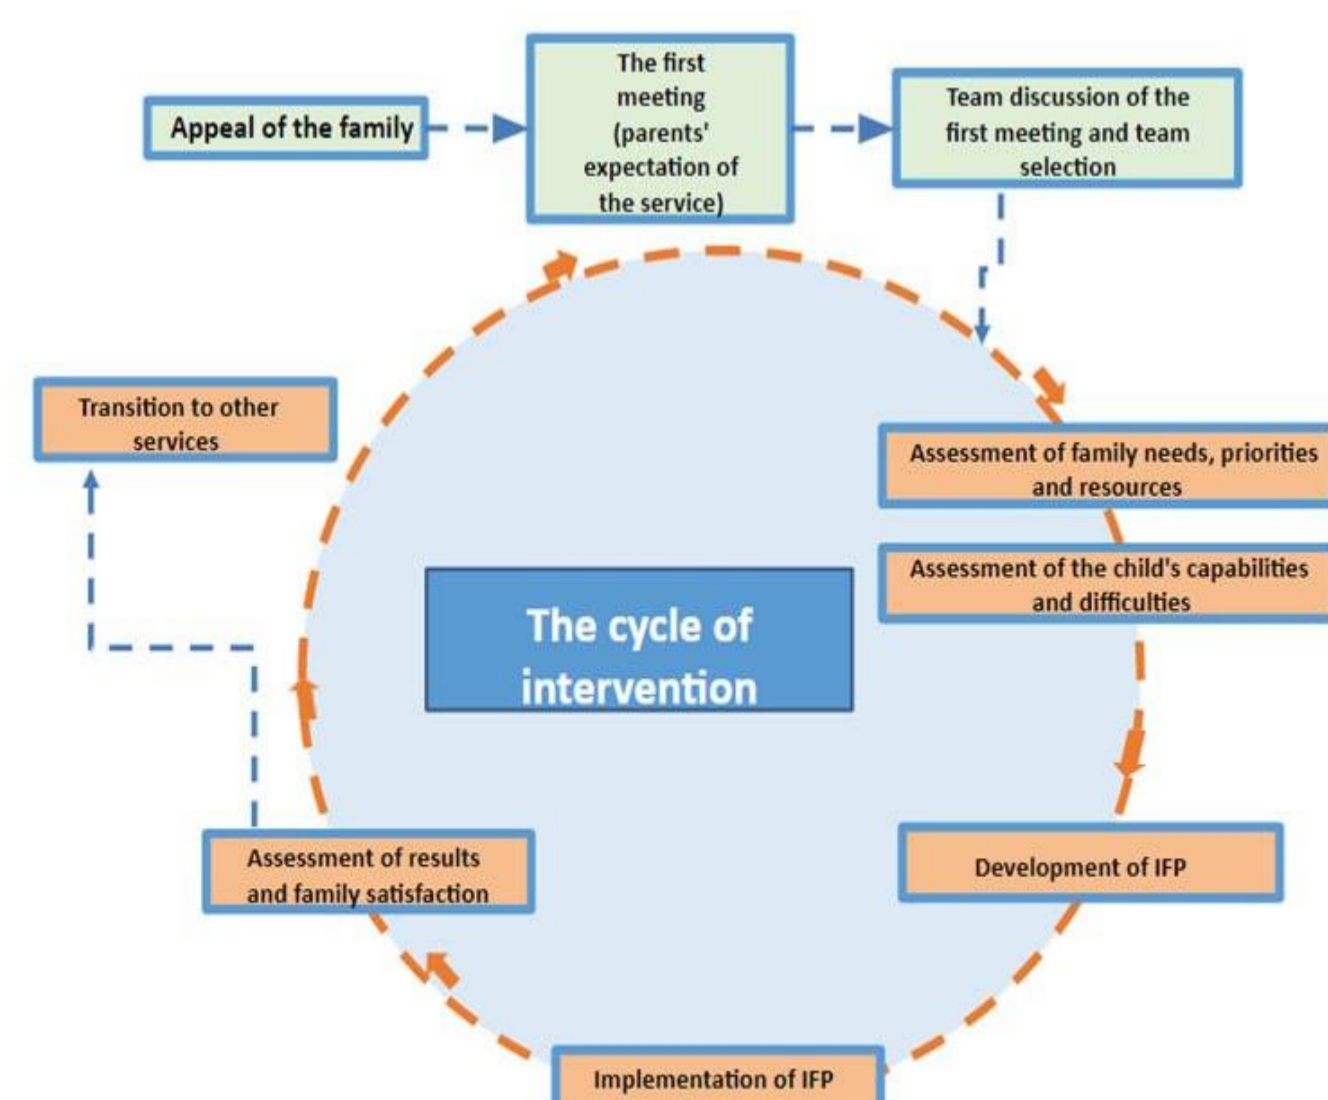 Appeal of the family
The first
meeting
(parents'
expectation of
the service)
Team discussion of the
first meeting and team
selection
Transition to other
services
Assessment of family needs, priorities
and resources
Assessment of the child's capabilities
and difficulties
The cycle of
intervention
Assessment of results
and family satisfaction
Development of IFP
Implementation of IFP